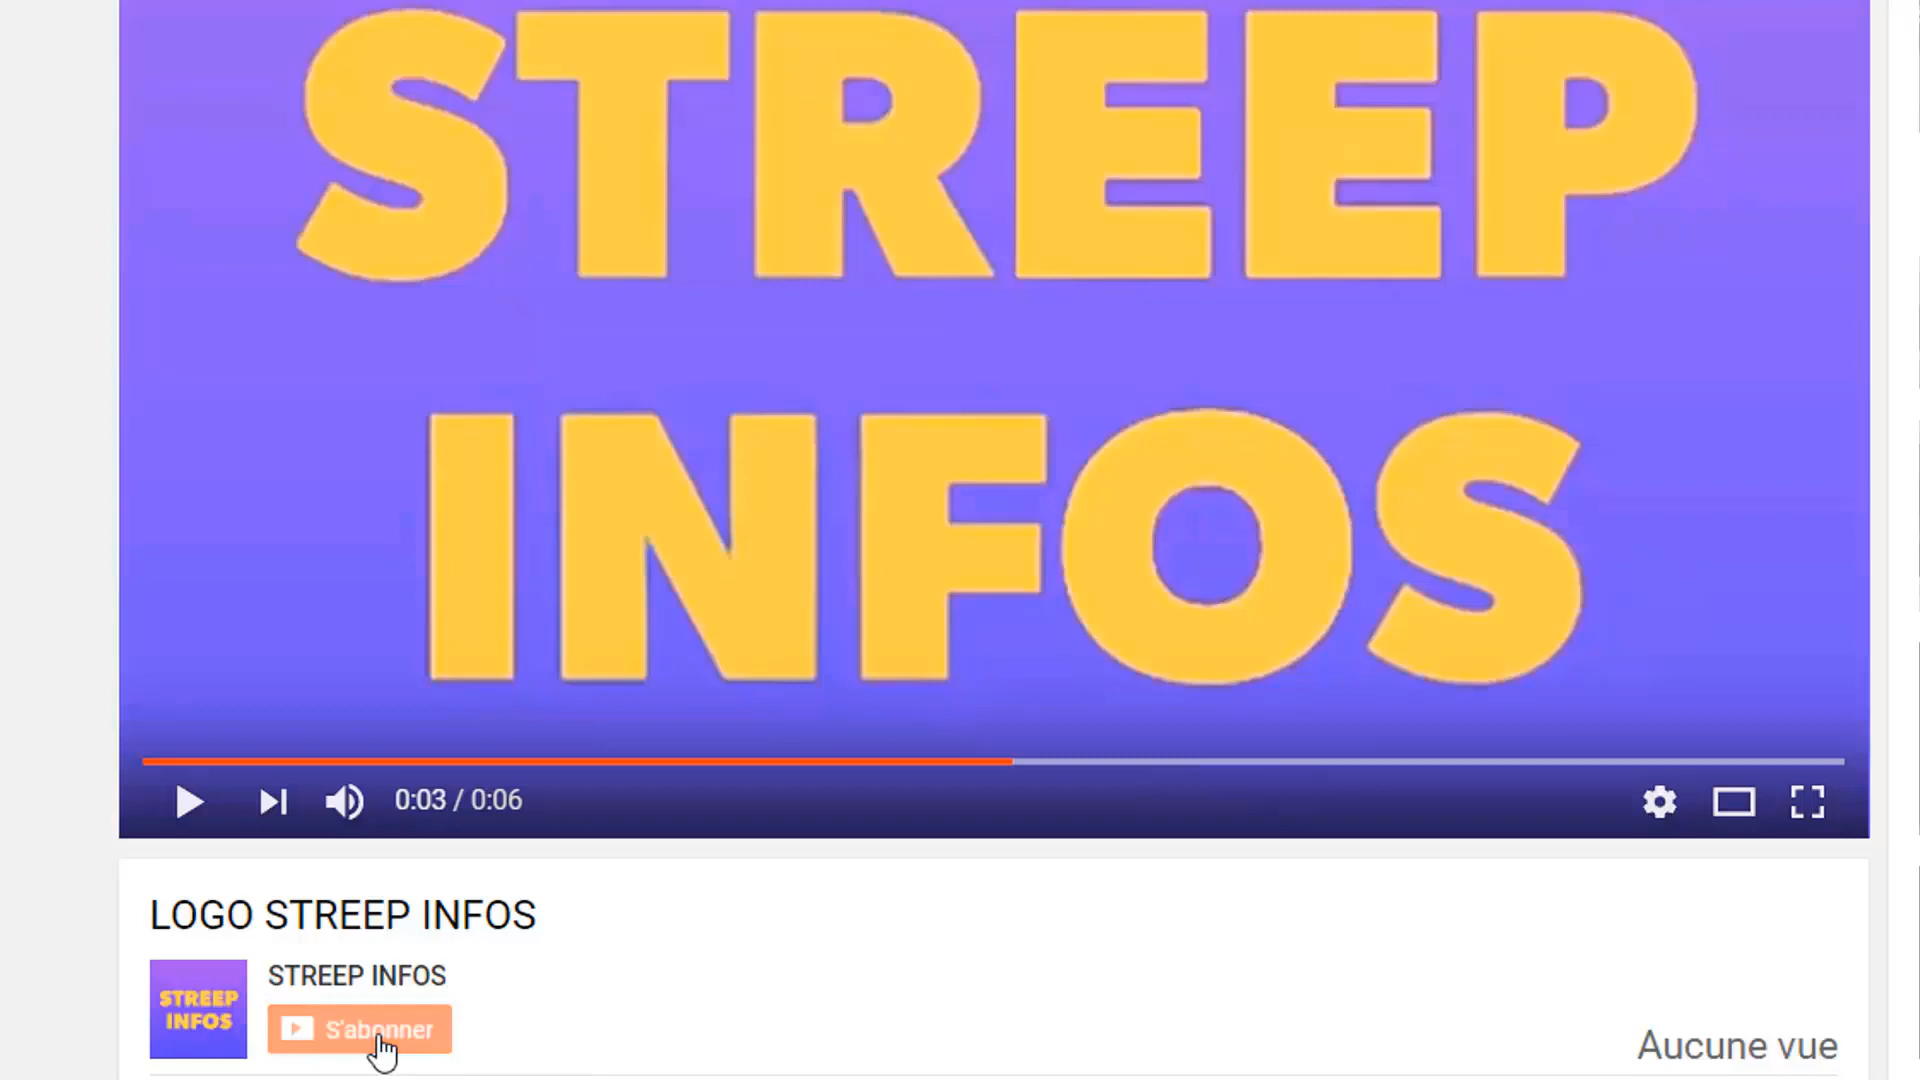 STREEP
INFOS
0:03 / 0:06
LOGO STREEP INFOS
STREEP INFOS
STREEP
INFOS
S'abonner
Aucune vue